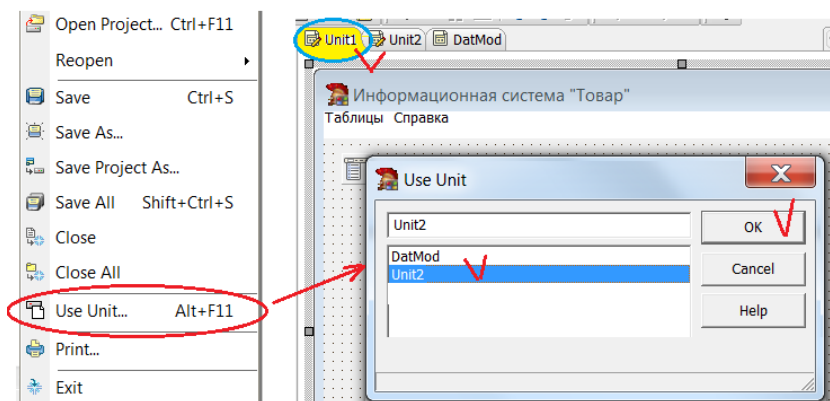 Open Project... Ctrl+F11
Reopen
Save Ctrl+S
Save As...
Save Project As...
Save All Shift+Ctrl+S
Close
Close All
Use Unit... Alt+F11
Print...
Exit
Unit1 Unit2 DatMod
Информационная система "Товар"
Таблицы Справка
Use Unit
Unit2
OK
DatMod
Unit2
Cancel
Help